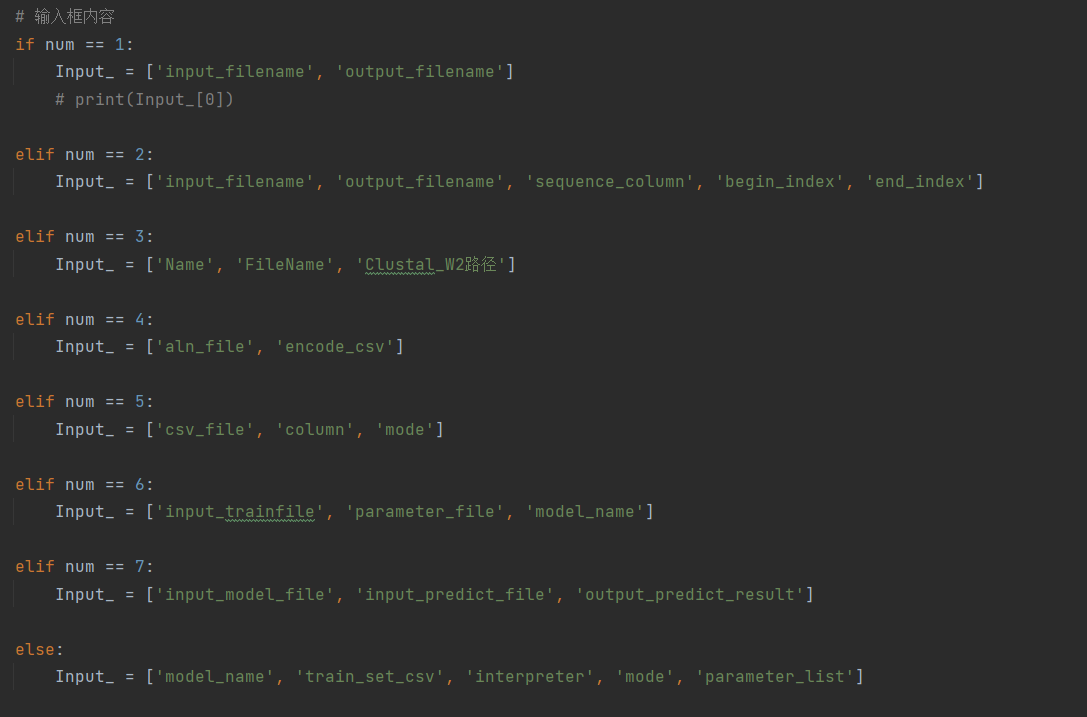 # 输入框内容
if num == 1:
    Input_ = ['input_filename', 'output_filename']
    # print(Input_[0])
elif num == 2:
    Input_ = ['input_filename', 'output_filename', 'sequence_column', 'begin_index', 'end_index']
elif num == 3:
    Input_ = ['Name', 'FileName', 'Clustal_W2路径']
elif num == 4:
    Input_ = ['aln_file', 'encode_csv']
elif num == 5:
    Input_ = ['csv_file', 'column', 'mode']
elif num == 6:
    Input_ = ['input_trainfile', 'parameter_file', 'model_name']
elif num == 7:
    Input_ = ['input_model_file', 'input_predict_file', 'output_predict_result']
else:
    Input_ = ['model_name', 'train_set_csv', 'interpreter', 'mode', 'parameter_list']